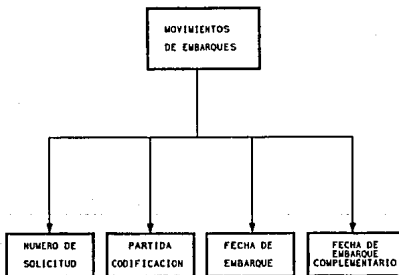 MOVIMIENTOS
DE EMBARQUES
NUMERO DE
SOLICITUD
PARTIDA
CODIFICACION
FECHA DE
EMBARQUE
FECHA DE
EMBARQUE
COMPLEMENTARIO